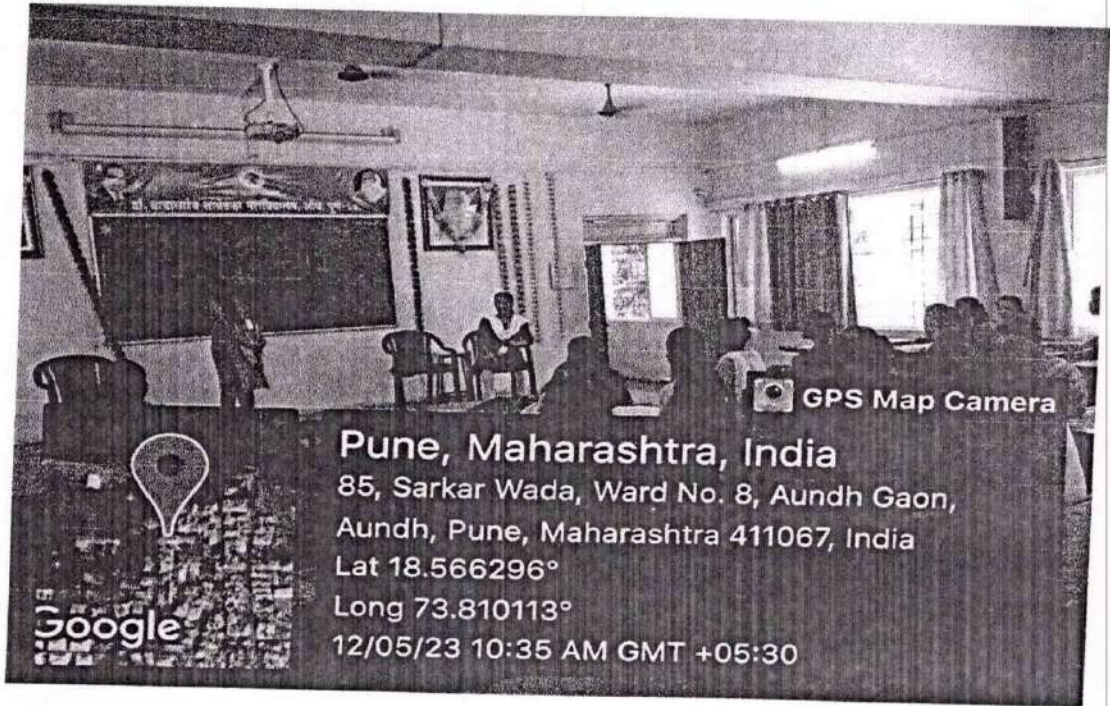 GPS Map Camera
Pune, Maharashtra, India
85, Sarkar Wada, Ward No. 8, Aundh Gaon,
Aundh, Pune, Maharashtra 411067, India
Lat 18.566296°
Long 73.810113°
12/05/23 10:35 AM GMT +05:30
Google